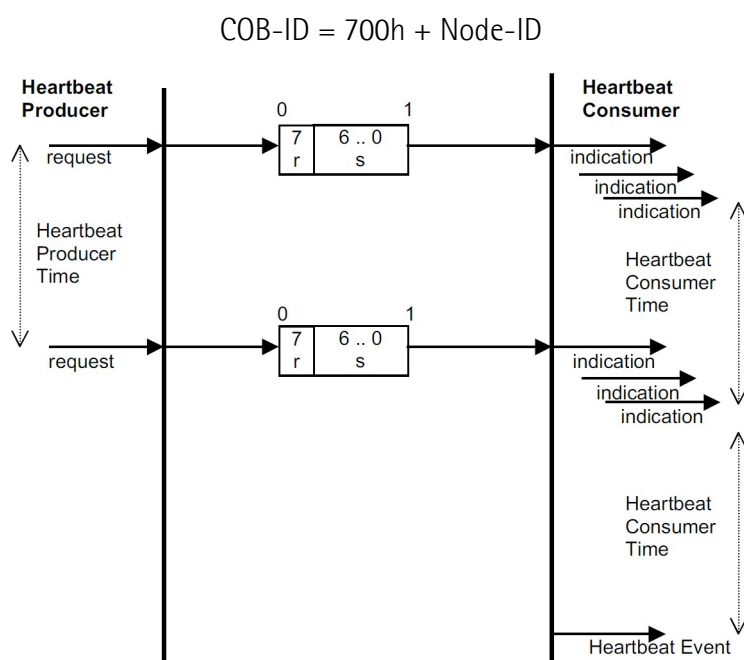 COB-ID = 700h + Node-ID
Heartbeat
Producer
Heartbeat
Consumer
0 1
7 6 .. 0
r s
request
indication
indication
indication
Heartbeat
Producer
Time
Heartbeat
Consumer
Time
0 1
7 6 .. 0
r s
request
indication
indication
indication
Heartbeat
Consumer
Time
Heartbeat Event